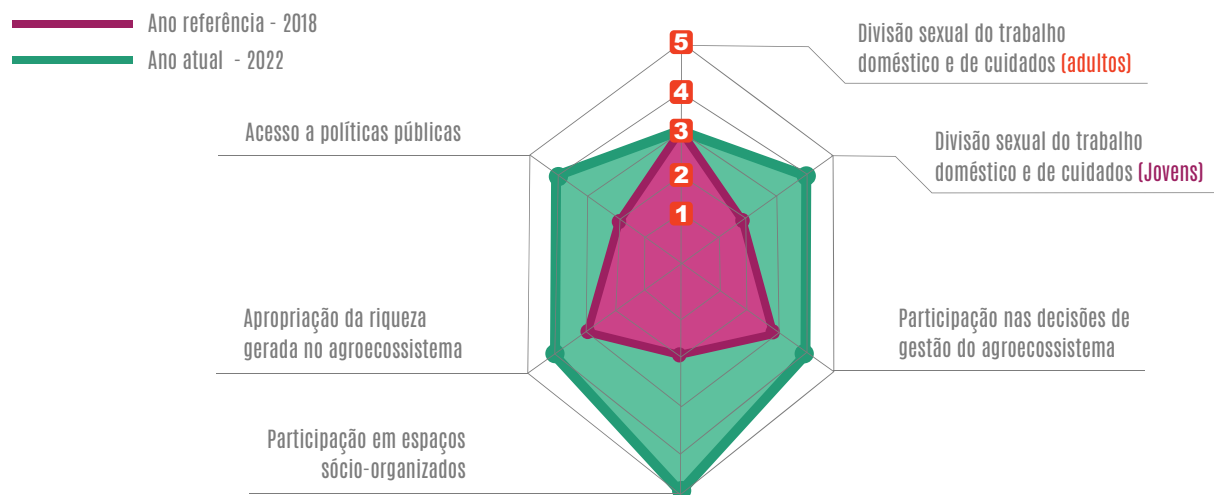 Ano referência - 2018
Ano atual - 2022
5
4
3
2
1
Divisão sexual do trabalho
doméstico e de cuidados (adultos)
Divisão sexual do trabalho
doméstico e de cuidados (Jovens)
Participação nas decisões de
gestão do agroecossistema
Participação em espaços
sócio-organizados
Apropriação da riqueza
gerada no agroecossistema
Acesso a políticas públicas